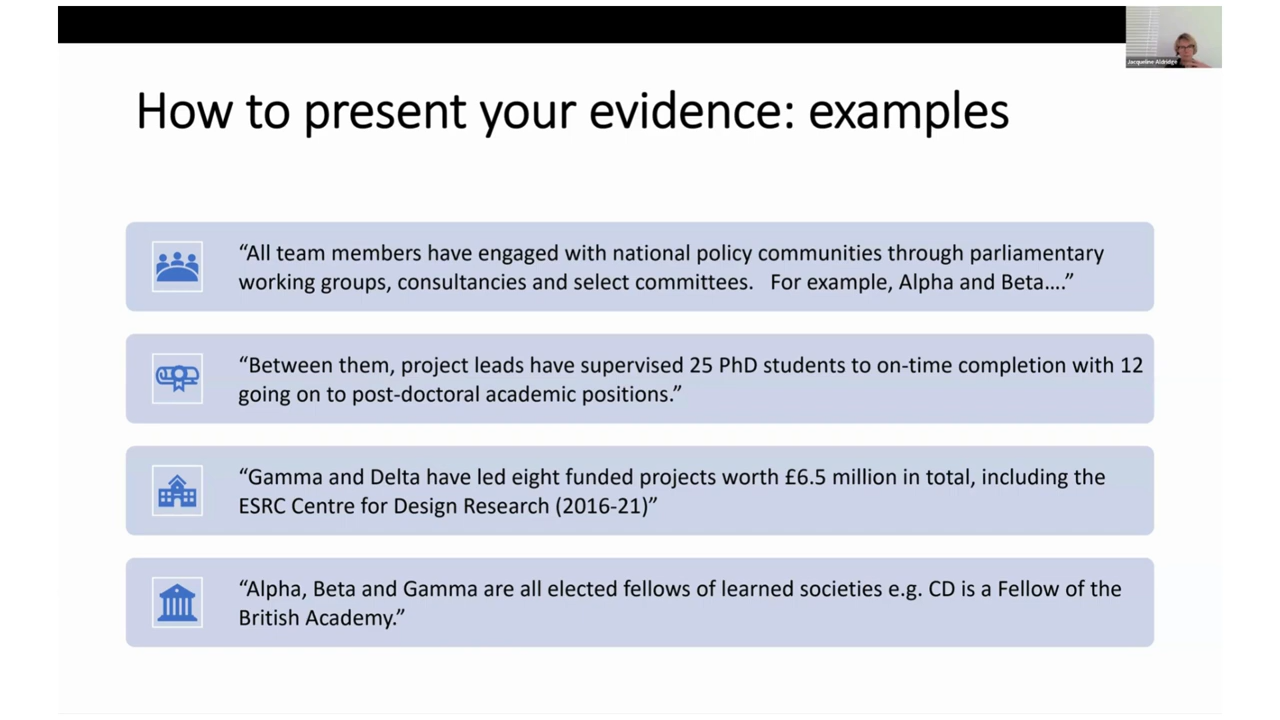 Jacqueline Aldridge
How to present your evidence: examples
“All team members have engaged with national policy communities through parliamentary
working groups, consultancies and select committees.   For example, Alpha and Beta….”
“Between them, project leads have supervised 25 PhD students to on-time completion with 12
going on to post-doctoral academic positions.”
“Gamma and Delta have led eight funded projects worth £6.5 million in total, including the
ESRC Centre for Design Research (2016-21)”
“Alpha, Beta and Gamma are all elected fellows of learned societies e.g. CD is a Fellow of the
British Academy.”